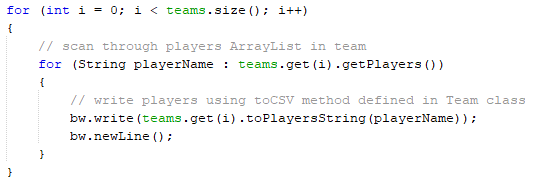 for (int i = 0; i < teams.size(); i++)
{
// scan through players ArrayList in team
for (String playerName : teams.get(i).getPlayers())
{
// write players using toCSV method defined in Team class
bw.write(teams.get(i).toPlayersString(playerName));
bw.newLine();
}
}